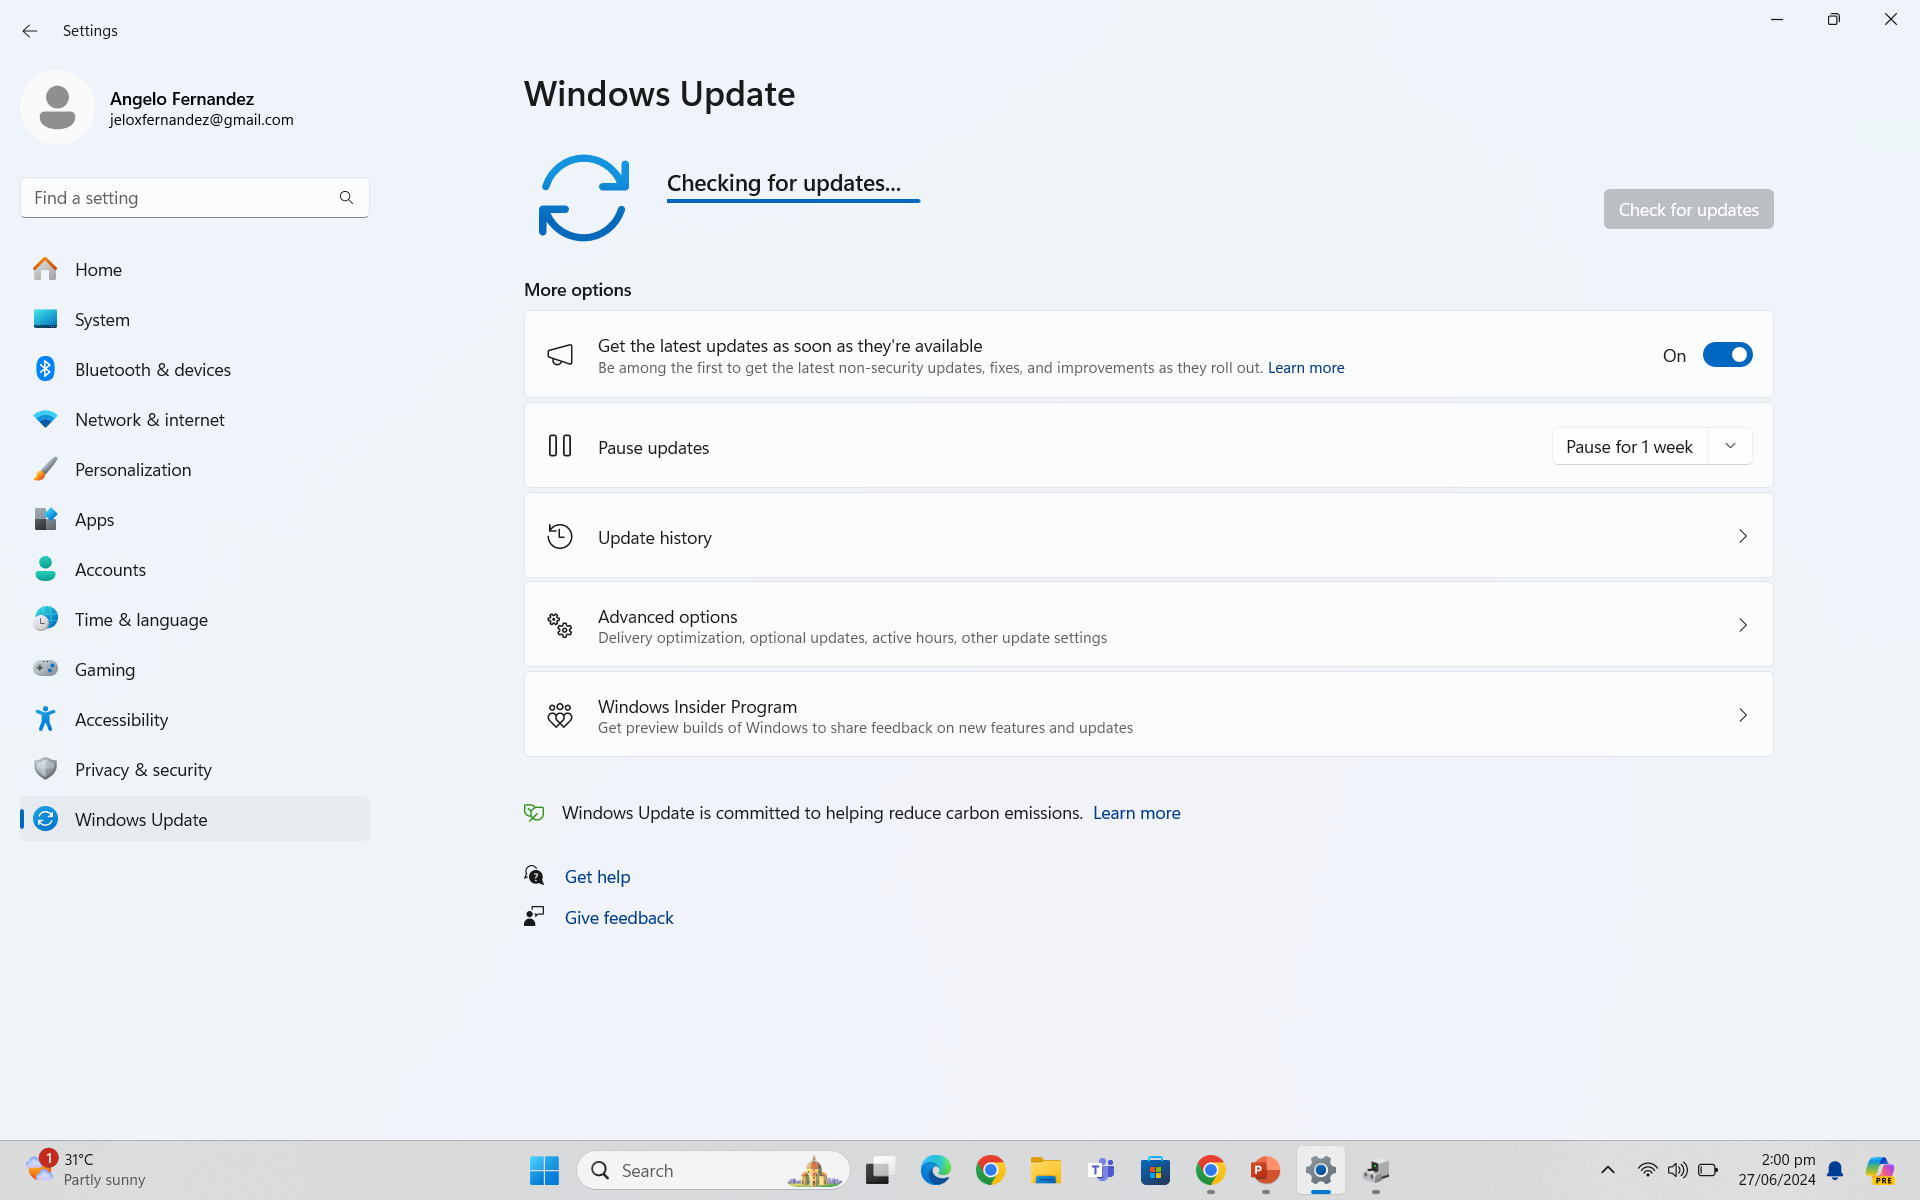 Settings
Angelo Fernandez
jeloxfernandez@gmail.com
Find a setting
Home
System
Bluetooth & devices
Network & internet
Personalization
Apps
Accounts
Time & language
Gaming
Accessibility
Privacy & security
Windows Update
Windows Update
Checking for updates...
Check for updates
More options
Get the latest updates as soon as they're available
Be among the first to get the latest non-security updates, fixes, and improvements as they roll out. Learn more
On
Pause updates
Pause for 1 week
Update history
Advanced options
Delivery optimization, optional updates, active hours, other update settings
Windows Insider Program
Get preview builds of Windows to share feedback on new features and updates
Windows Update is committed to helping reduce carbon emissions. Learn more
Get help
Give feedback
1
31°C
Partly sunny
Search
2:00 pm
27/06/2024
PRE